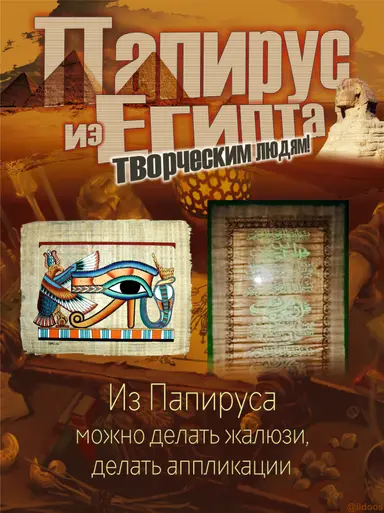 Папирус
из Египта
творческим людям!
Из Папируса
можно делать жалюзи,
делать аппликации